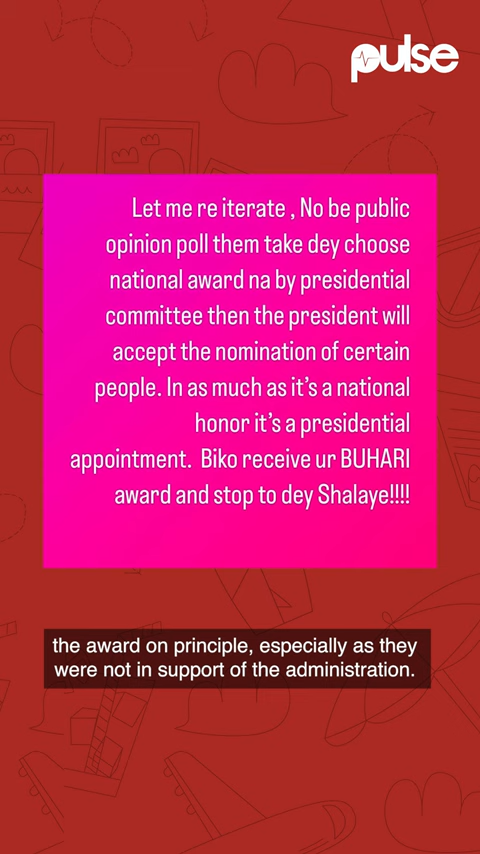 pulse
Let me re iterate , No be public
opinion poll them take dey choose
national award na by presidential
committee then the president will
accept the nomination of certain
people. In as much as it's a national
honor it's a presidential
appointment.  Biko receive ur BUHARI
award and stop to dey Shalaye!!!!
the award on principle, especially as they
were not in support of the administration.